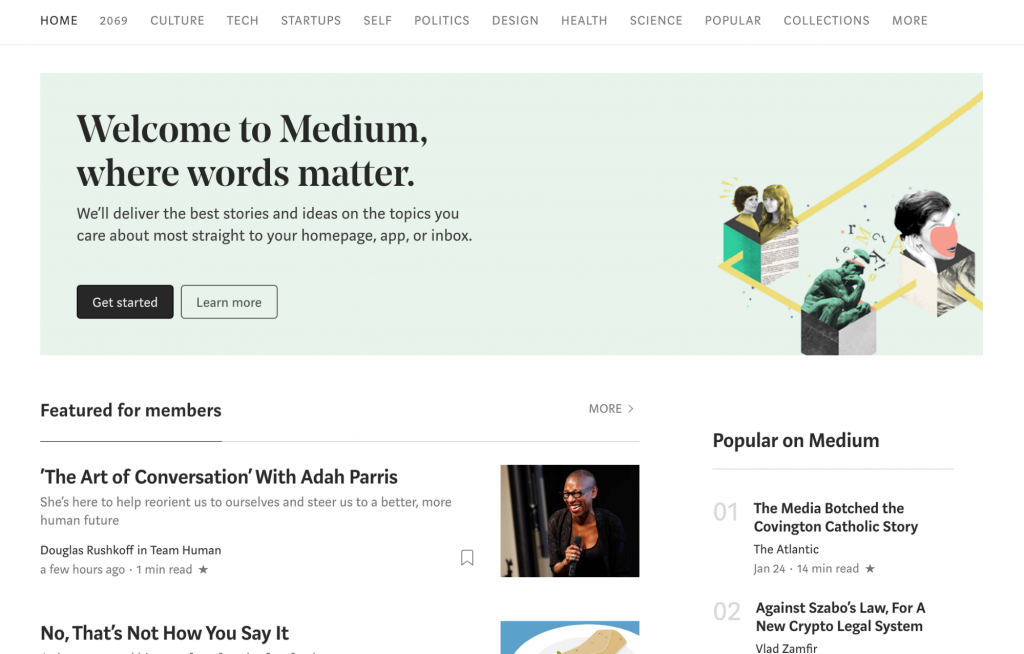 HOME 2069 CULTURE TECH STARTUPS SELF POLITICS DESIGN HEALTH SCIENCE POPULAR COLLECTIONS MORE
Welcome to Medium,
where words matter.
We’ll deliver the best stories and ideas on the topics you
care about most straight to your homepage, app, or inbox.
Get started
Learn more
Featured for members
MORE
‘The Art of Conversation’ With Adah Parris
She’s here to help reorient us to ourselves and steer us to a better, more
human future
Douglas Rushkoff in Team Human
a few hours ago · 1 min read ★
No, That’s Not How You Say It
Popular on Medium
01
The Media Botched the
Covington Catholic Story
The Atlantic
Jan 24 · 14 min read ★
02
Against Szabo’s Law, For A
New Crypto Legal System
Vlad Zamfir